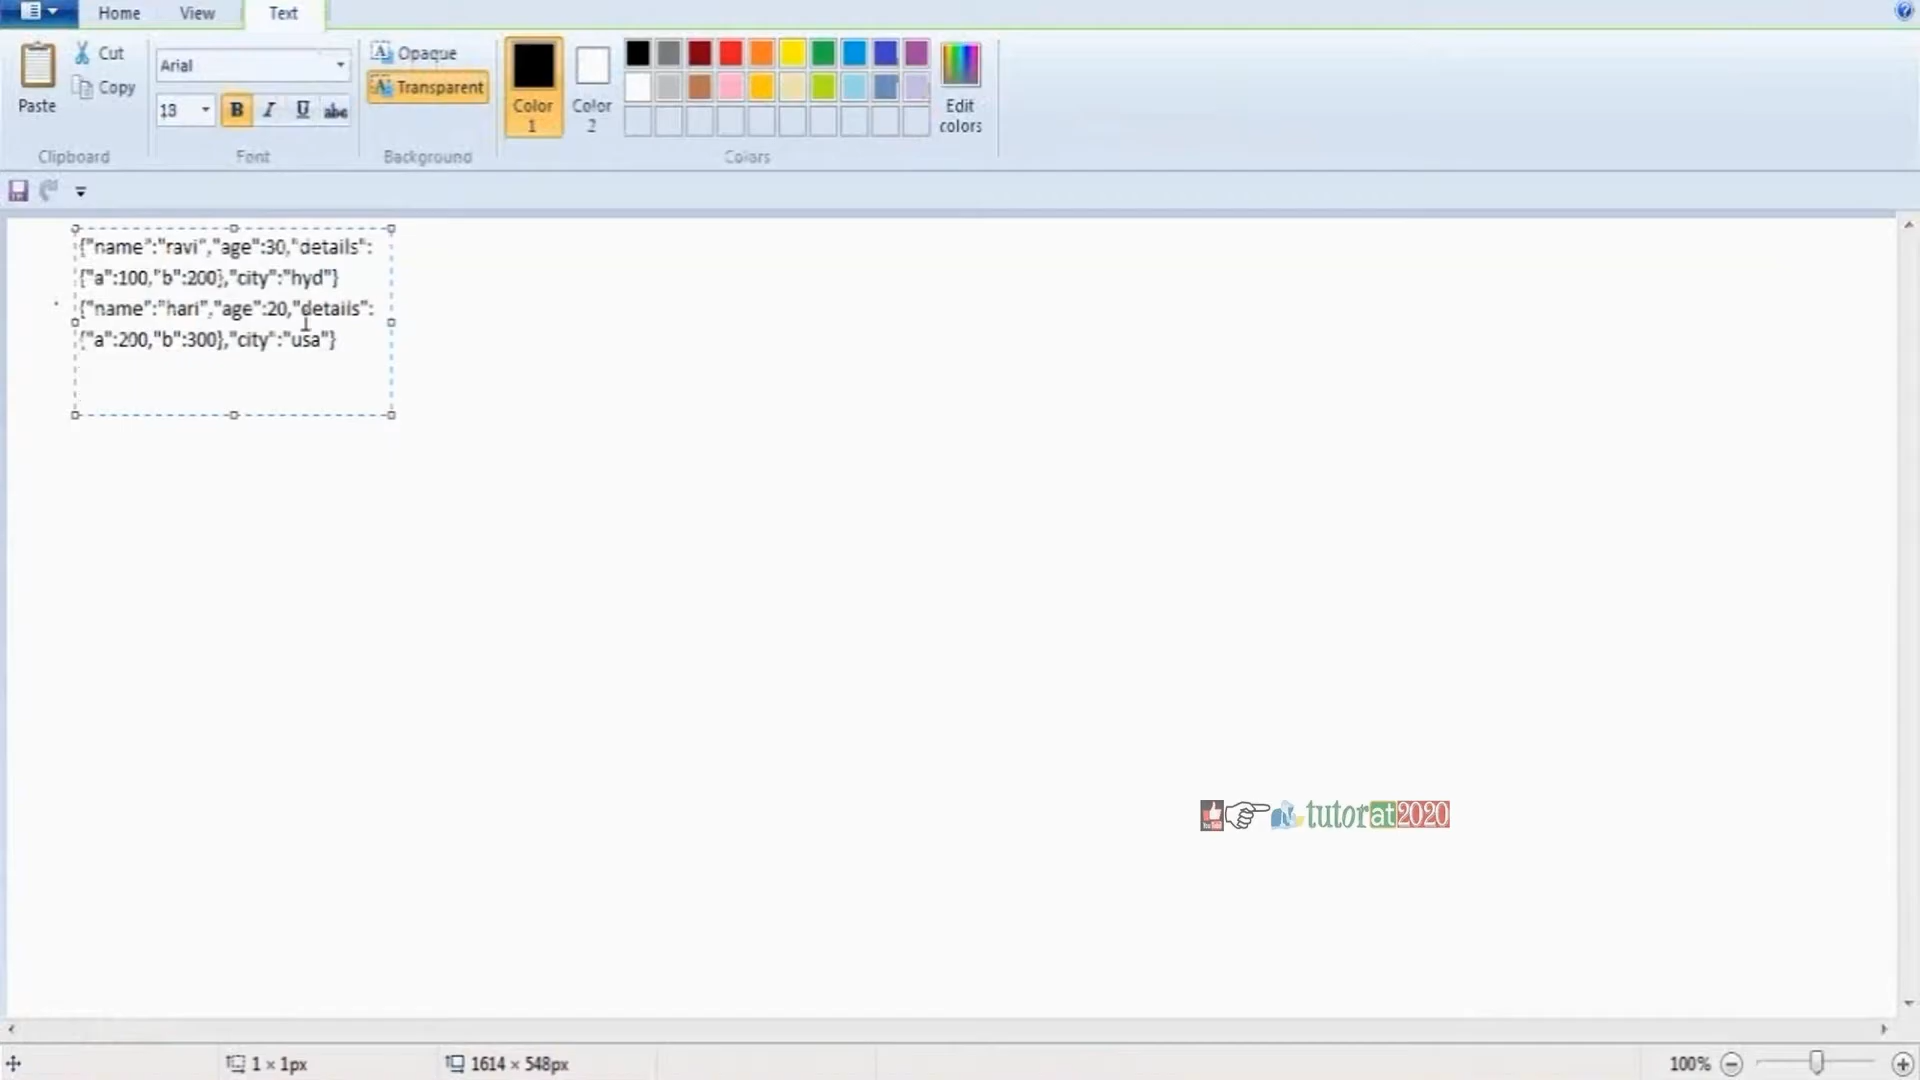 Home View Text
Paste
Cut
Copy
Clipboard
Arial
13 B I U abc
Font
Opaque
Transparent
Background
Color 1
Color 2
Edit colors
Colors
{"name":"ravi","age":30,"details":
{"a":100,"b":200},"city":"hyd"}
{"name":"hari","age":20,"details":
{"a":200,"b":300},"city":"usa"}
tutorat2020
1 × 1px
1614 × 548px
100%